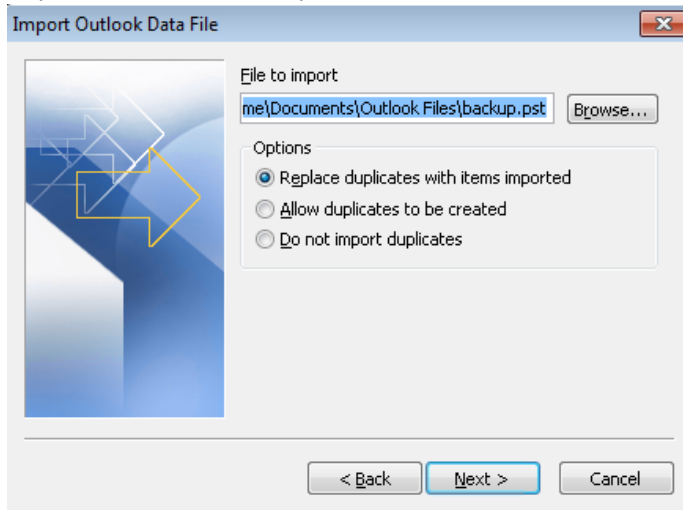 Import Outlook Data File
File to import
me\Documents\Outlook Files\backup.pst
Browse...
Options
Replace duplicates with items imported
Allow duplicates to be created
Do not import duplicates
< Back
Next >
Cancel